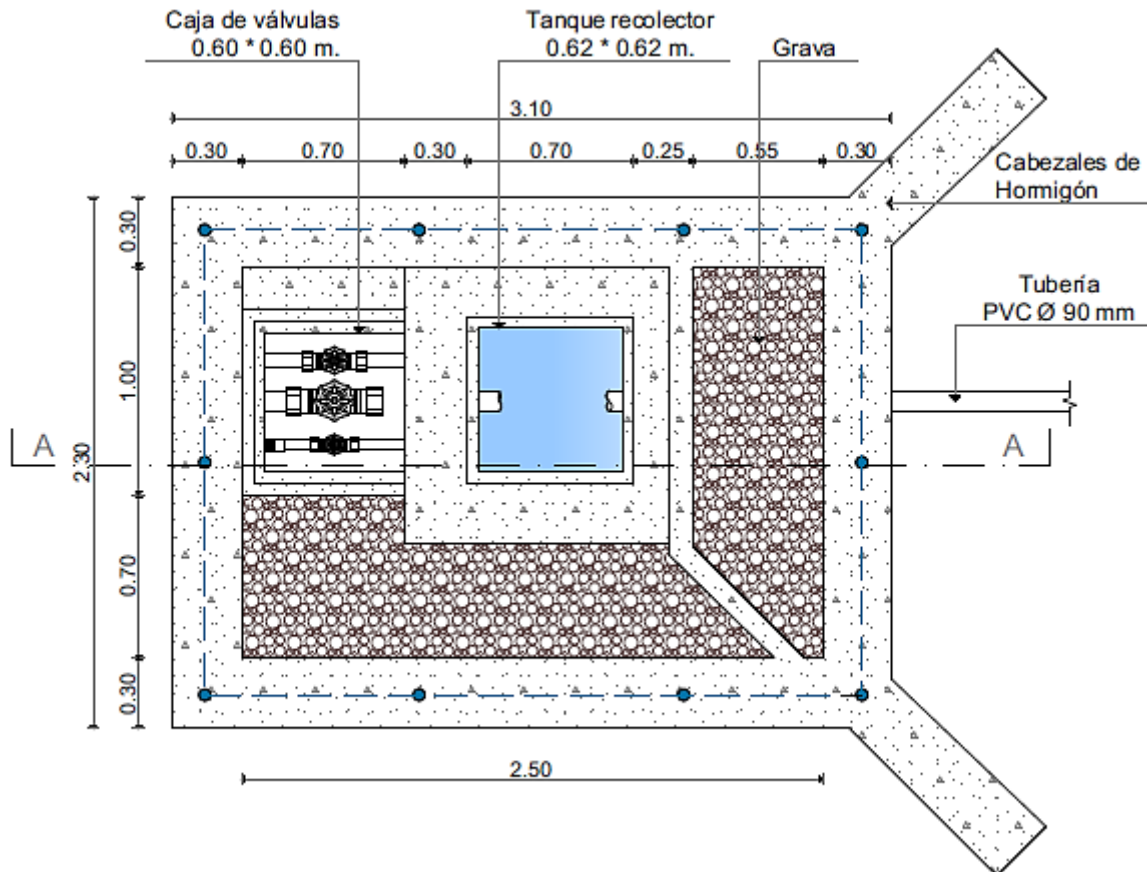 Caja de válvulas
0.60 * 0.60 m.
Tanque recolector
0.62 * 0.62 m.
Grava
3.10
0.30
0.70
0.30
0.70
0.25
0.55
0.30
Cabezales de
Hormigón
Tubería
PVC Ø 90 mm
0.30
1.00
2.30
0.70
0.30
A
A
2.50